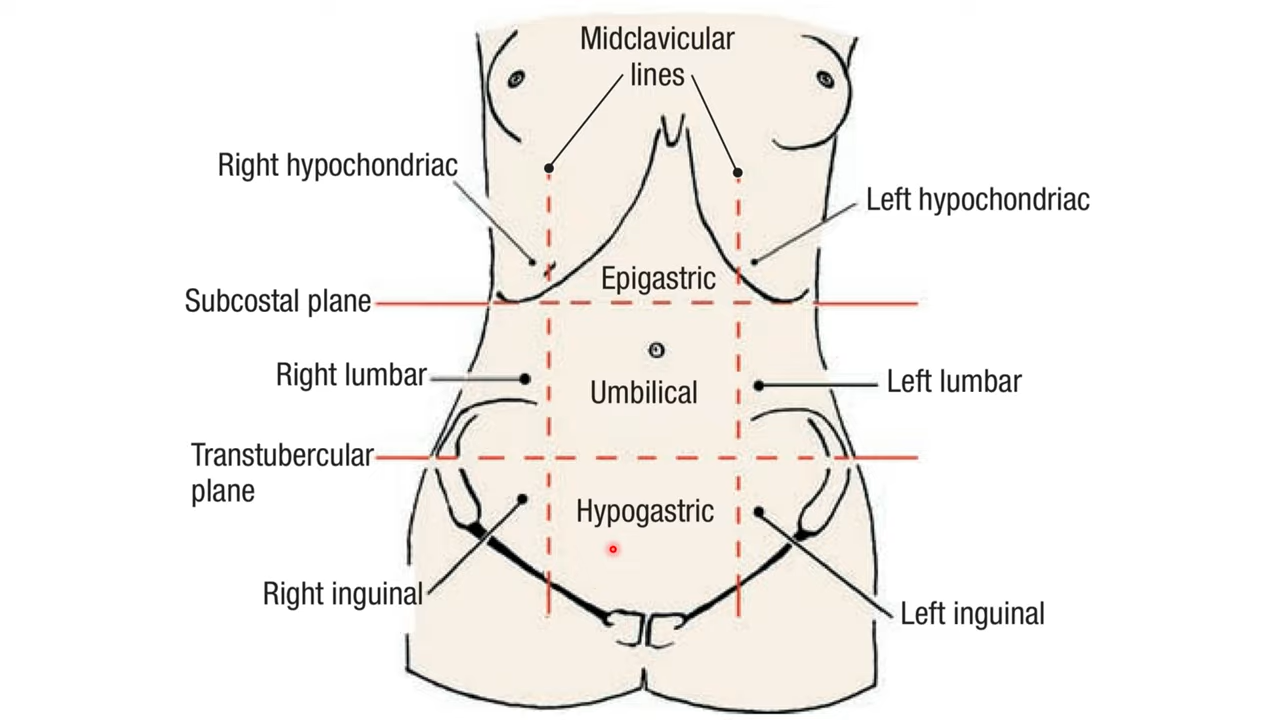 Midclavicular
lines
Right hypochondriac
Left hypochondriac
Epigastric
Subcostal plane
Right lumbar
Umbilical
Left lumbar
Transtubercular
plane
Hypogastric
Right inguinal
Left inguinal